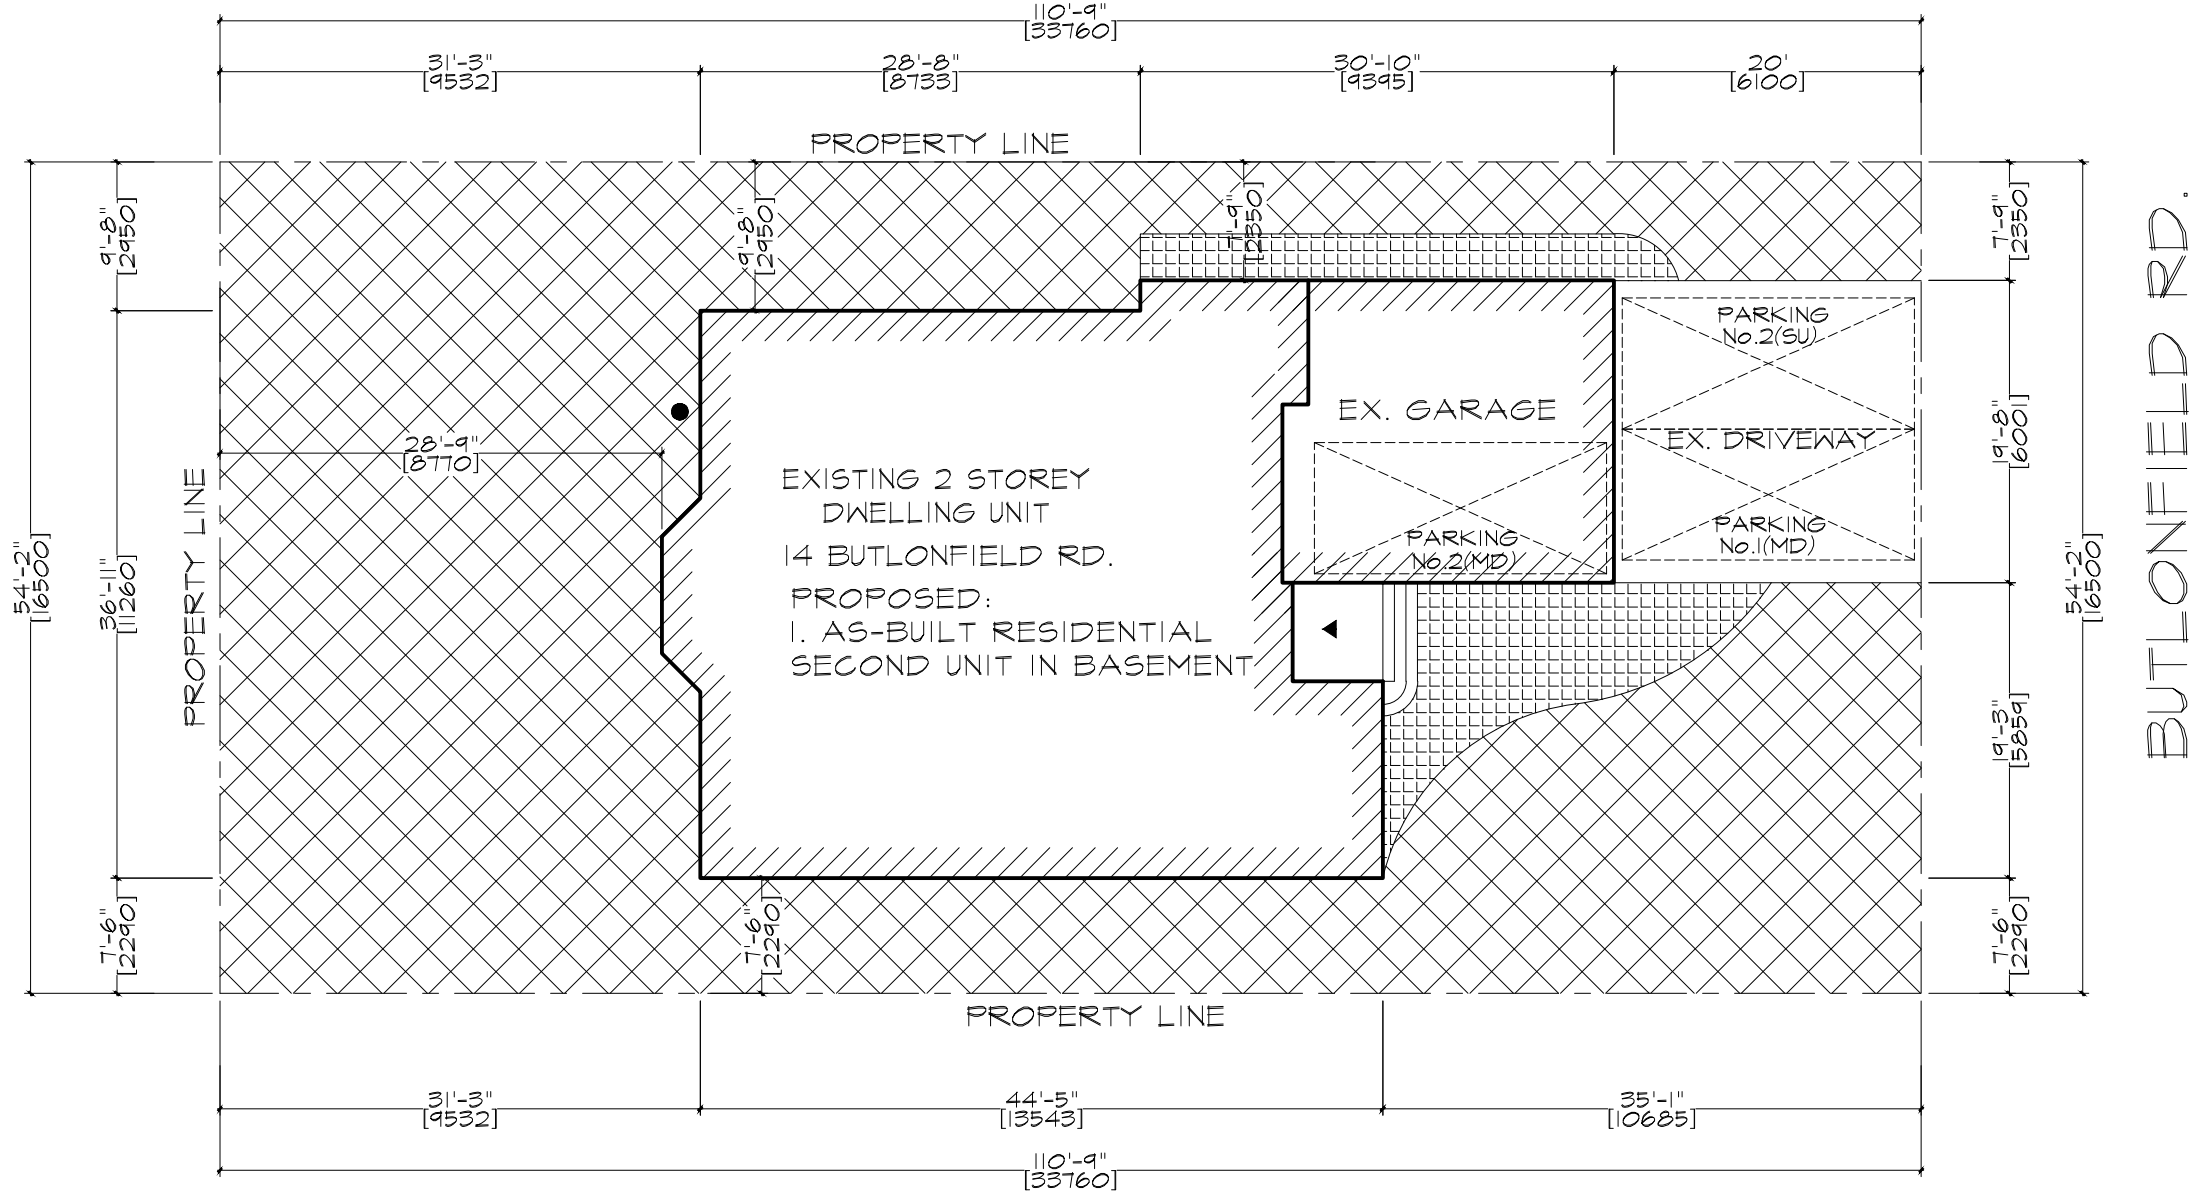 110'-9"
[33760]
31'-3"
[9532]
28'-8"
[8733]
30'-10"
[9395]
20'
[6100]
PROPERTY LINE
9'-8"
[2950]
9'-8"
[2950]
7'-9"
[2350]
7'-9"
[2350]
PARKING
No.2(SU)
EX. GARAGE
EX. DRIVEWAY
28'-9"
[8770]
EXISTING 2 STOREY
DWELLING UNIT
14 BUTLONFIELD RD.
PROPOSED:
1. AS-BUILT RESIDENTIAL
SECOND UNIT IN BASEMENT
PARKING
No.2(MD)
PARKING
No.1(MD)
19'-8"
[6001]
PROPERTY LINE
54'-2"
[16500]
36'-11"
[11260]
54'-2"
[16500]
BUTLONFIELD RD.
19'-3"
[5859]
7'-6"
[2290]
7'-6"
[2290]
7'-6"
[2290]
PROPERTY LINE
31'-3"
[9532]
44'-5"
[13543]
35'-1"
[10685]
110'-9"
[33760]